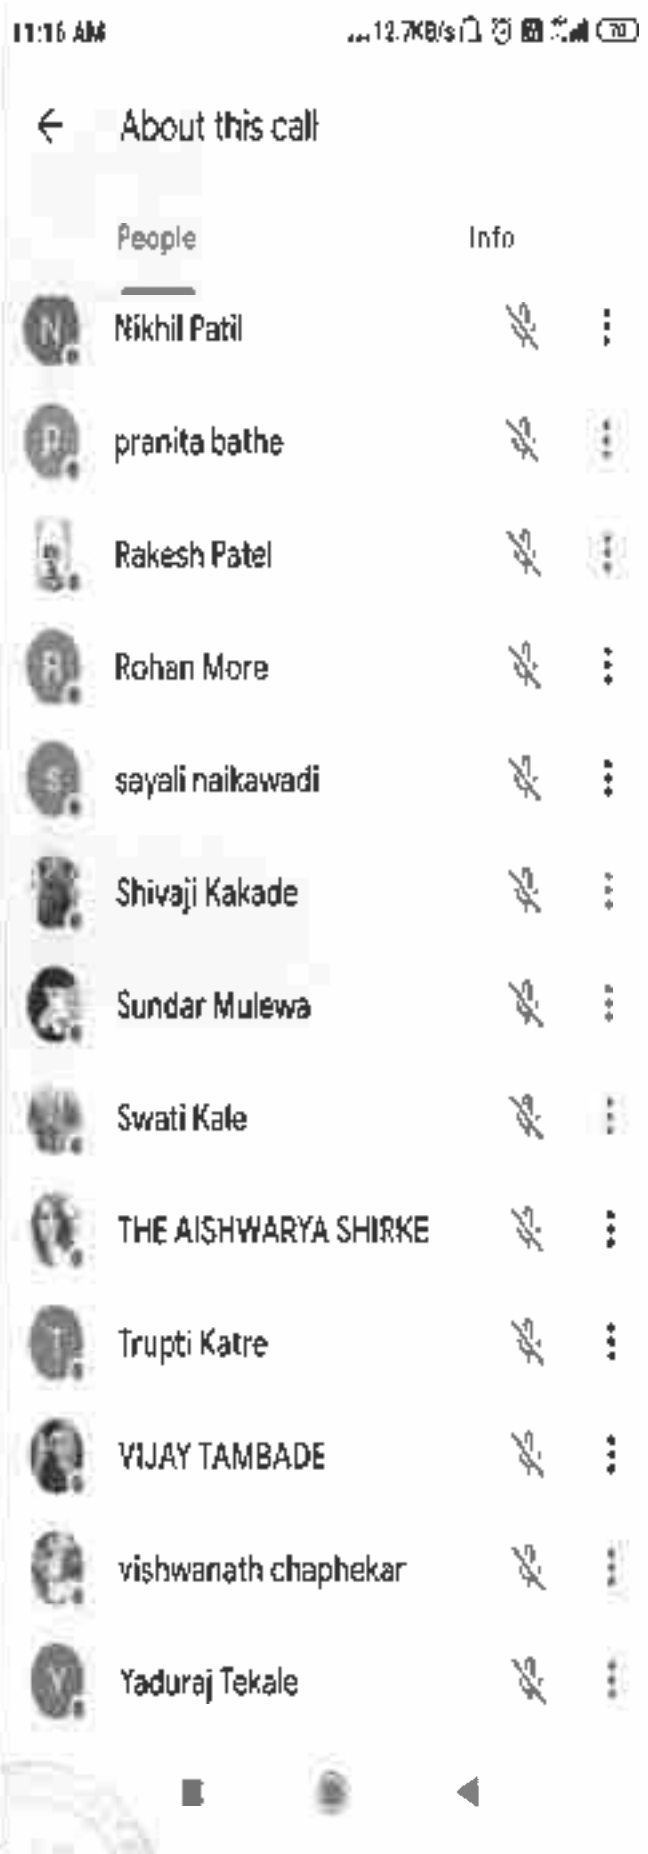 11:16 AM
...12.7KB/s 70
About this call
People Info
N Nikhil Patil
P pranita bathe
Rakesh Patel
R Rohan More
S sayali naikawadi
Shivaji Kakade
Sundar Mulewa
Swati Kale
THE AISHWARYA SHIRKE
T Trupti Katre
VIJAY TAMBADE
vishwanath chaphekar
Y Yaduraj Tekale